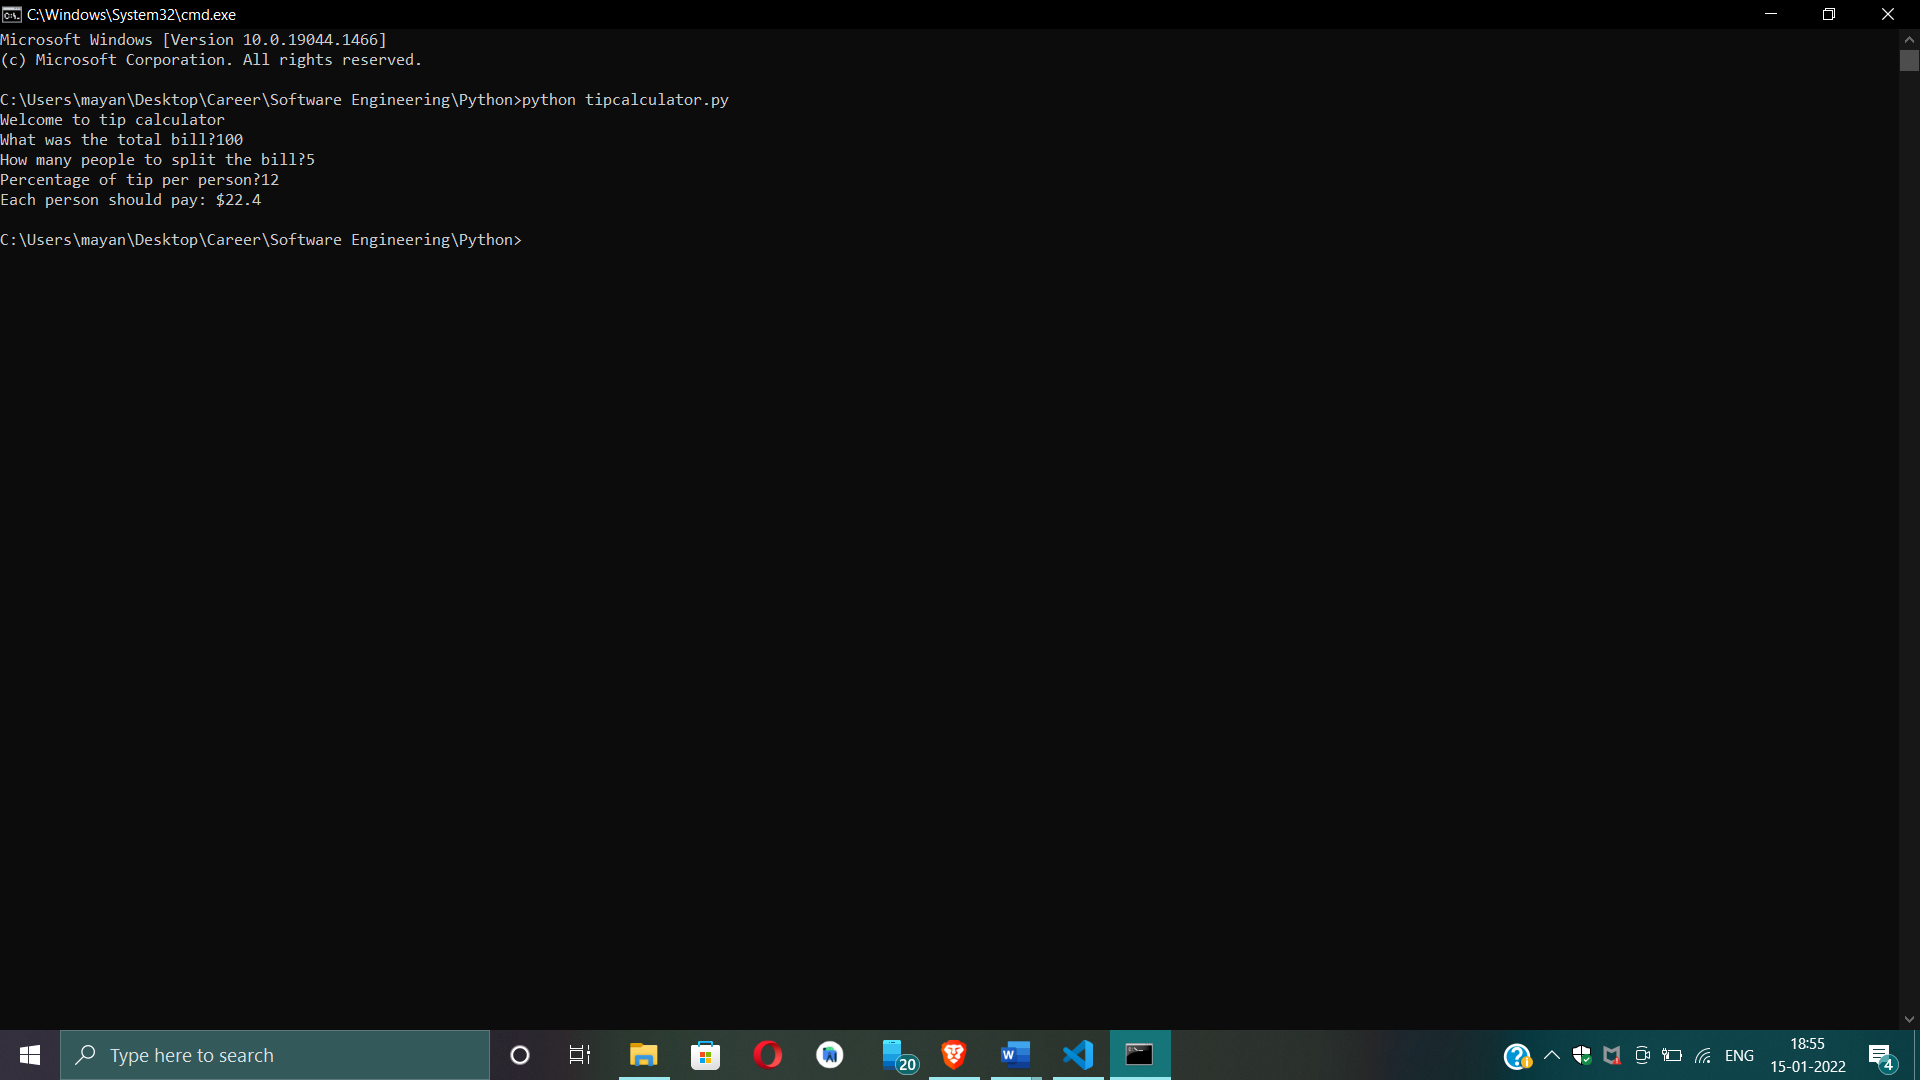 C:\Windows\System32\cmd.exe
Microsoft Windows [Version 10.0.19044.1466]
(c) Microsoft Corporation. All rights reserved.
C:\Users\mayan\Desktop\Career\Software Engineering\Python>python tipcalculator.py
Welcome to tip calculator
What was the total bill?100
How many people to split the bill?5
Percentage of tip per person?12
Each person should pay: $22.4
C:\Users\mayan\Desktop\Career\Software Engineering\Python>
Type here to search
20
W
ENG
18:55
15-01-2022
4